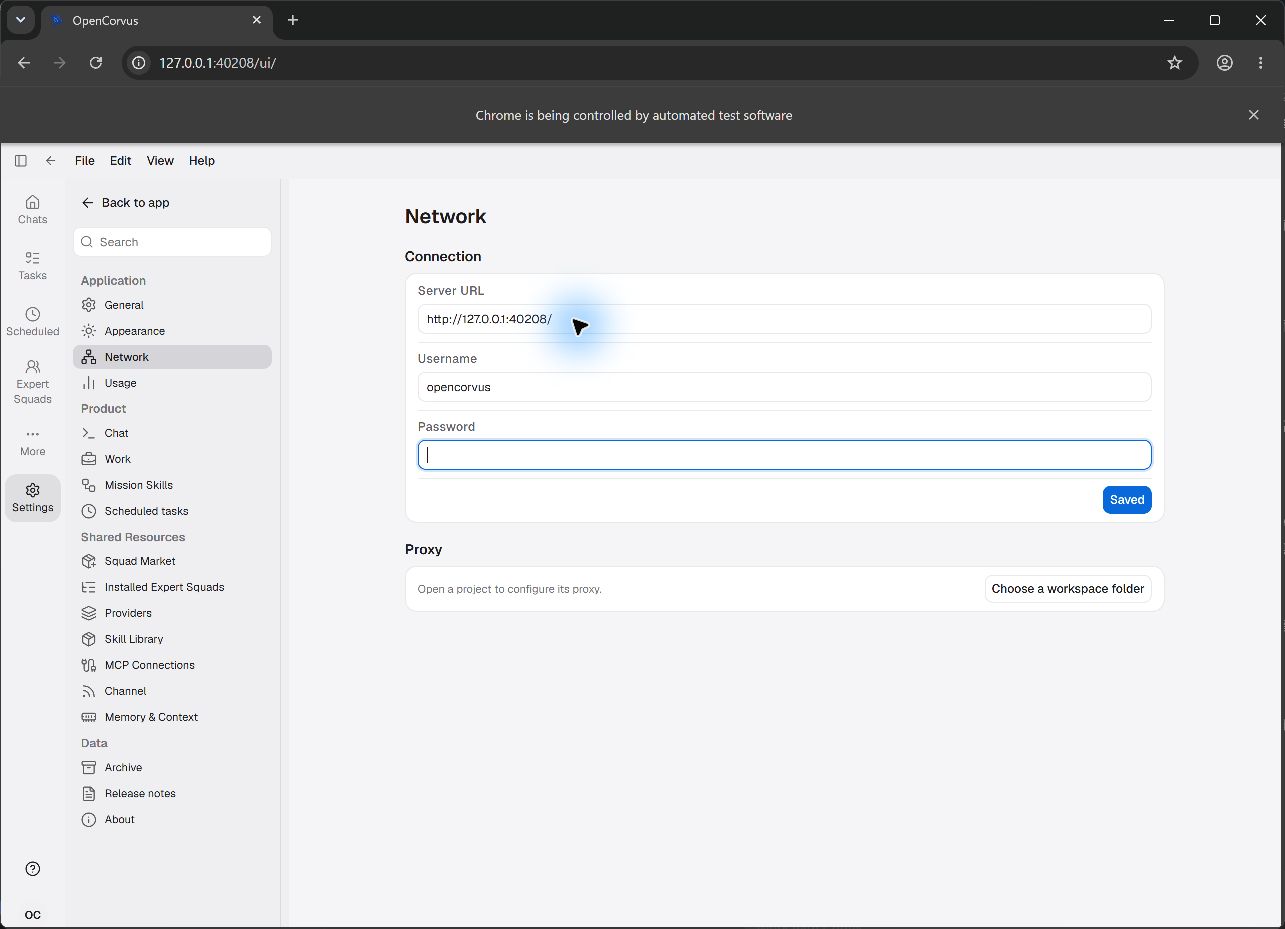 OpenCorvus
127.0.0.1:40208/ui/
Chrome is being controlled by automated test software
File Edit View Help
Chats
Tasks
Scheduled
Expert
Squads
More
Settings
OC
Back to app
Search
Application
General
Appearance
Network
Usage
Product
Chat
Work
Mission Skills
Scheduled tasks
Shared Resources
Squad Market
Installed Expert Squads
Providers
Skill Library
MCP Connections
Channel
Memory & Context
Data
Archive
Release notes
About
Network
Connection
Server URL
http://127.0.0.1:40208/
Username
opencorvus
Password
Saved
Proxy
Open a project to configure its proxy.
Choose a workspace folder